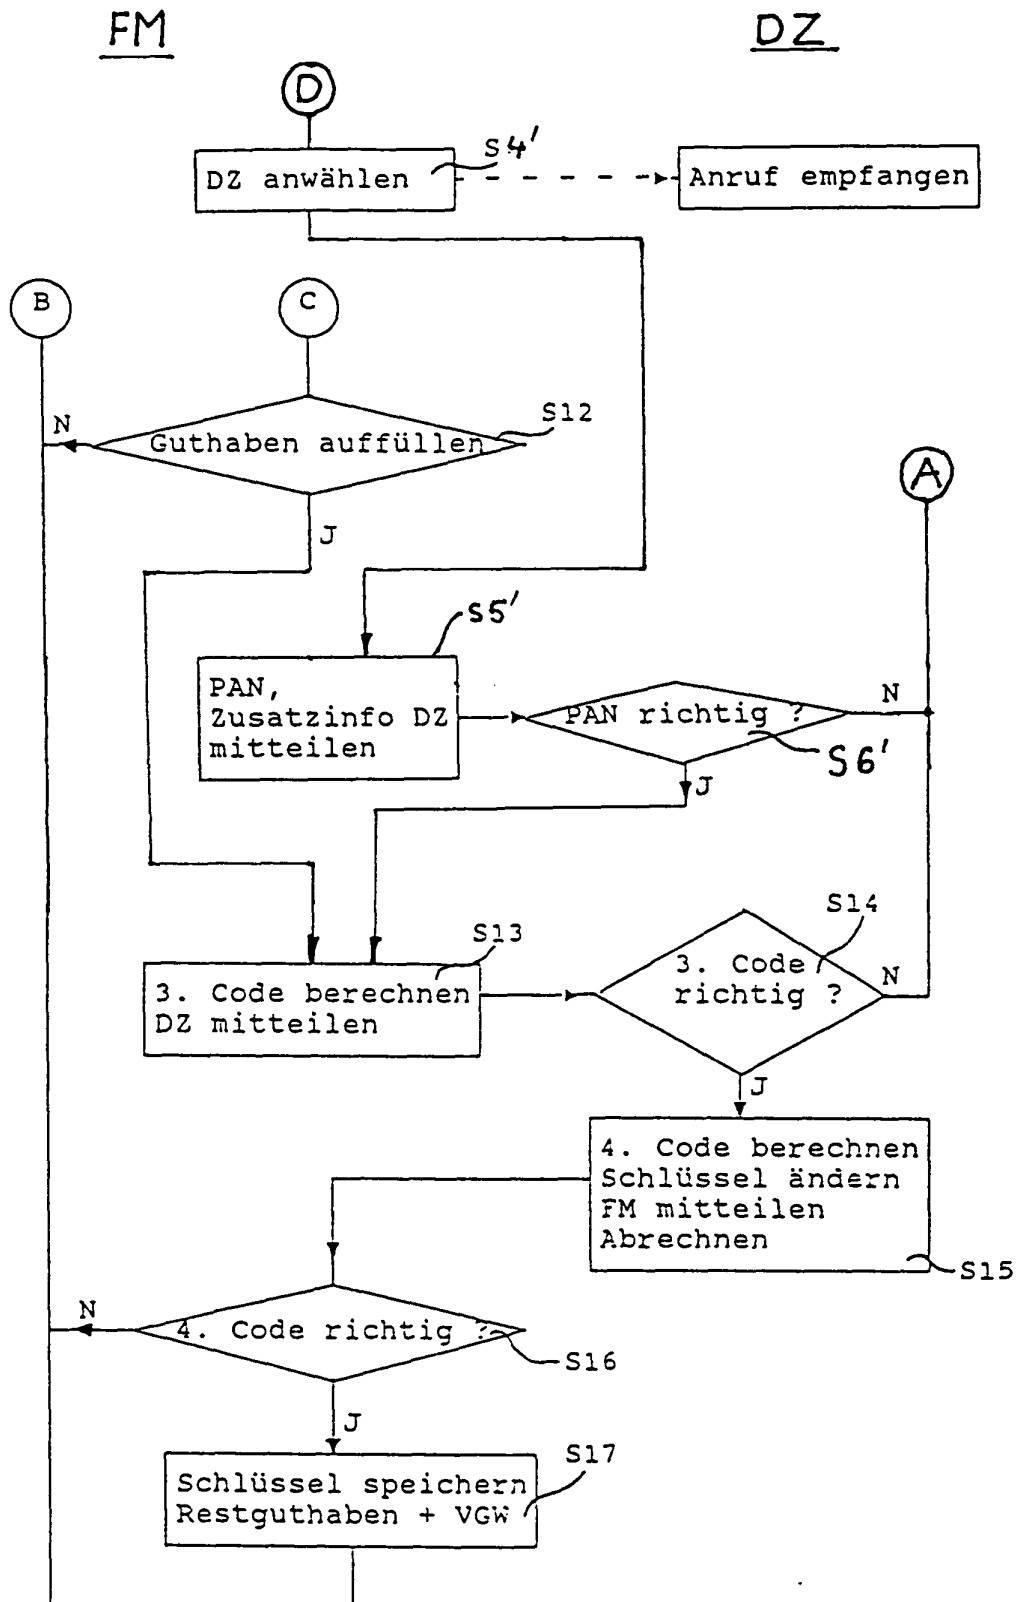 FM
DZ
D
S4'
DZ anwählen
Anruf empfangen
B
C
S12
N
Guthaben auffüllen
A
J
S5'
PAN,
Zusatzinfo DZ
mitteilen
PAN richtig ?
N
S6'
J
S14
S13
3. Code berechnen
DZ mitteilen
3. Code
richtig ?
N
J
4. Code berechnen
Schlüssel ändern
FM mitteilen
Abrechnen
S15
N
4. Code richtig ?
S16
J
S17
Schlüssel speichern
Restguthaben + VGW